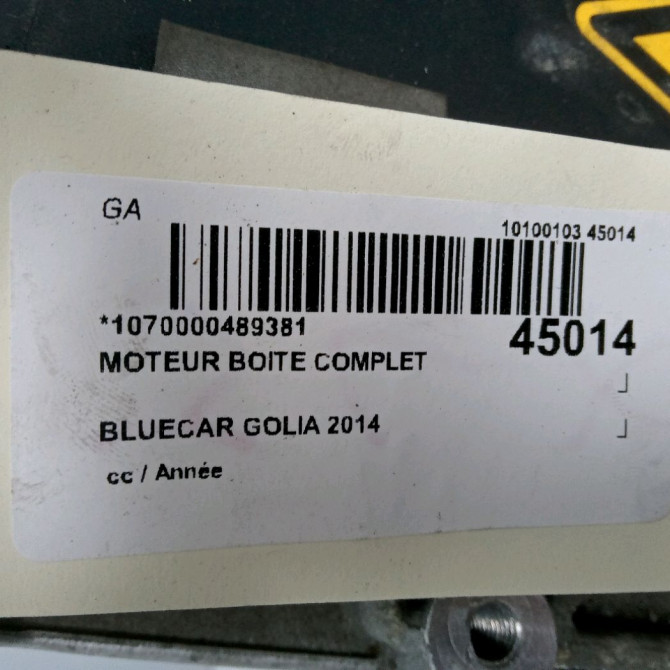 GA
10100103 45014
*1070000489381
45014
MOTEUR BOITE COMPLET
BLUECAR GOLIA 2014
cc / Année